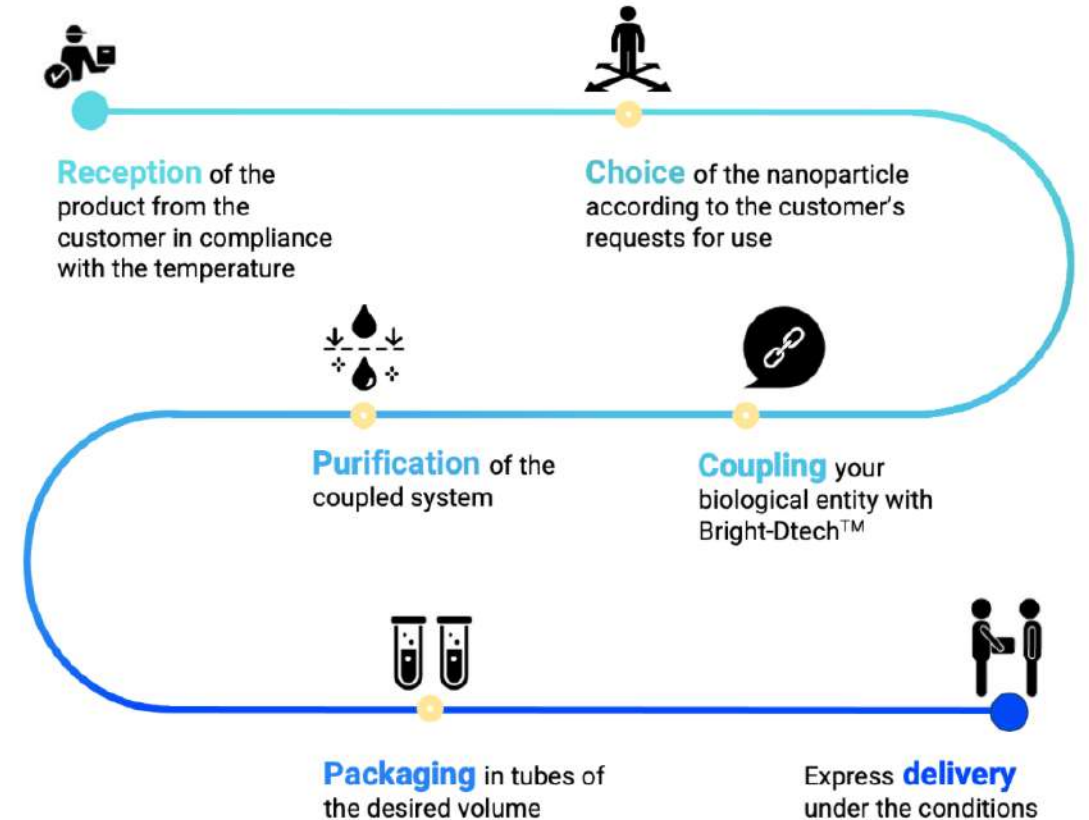 Reception of the
product from the
customer in compliance
with the temperature
Choice of the nanoparticle
according to the customer's
requests for use
Coupling your
biological entity with
Bright-Dtech™
Purification of the
coupled system
Packaging in tubes of
the desired volume
Express delivery
under the conditions